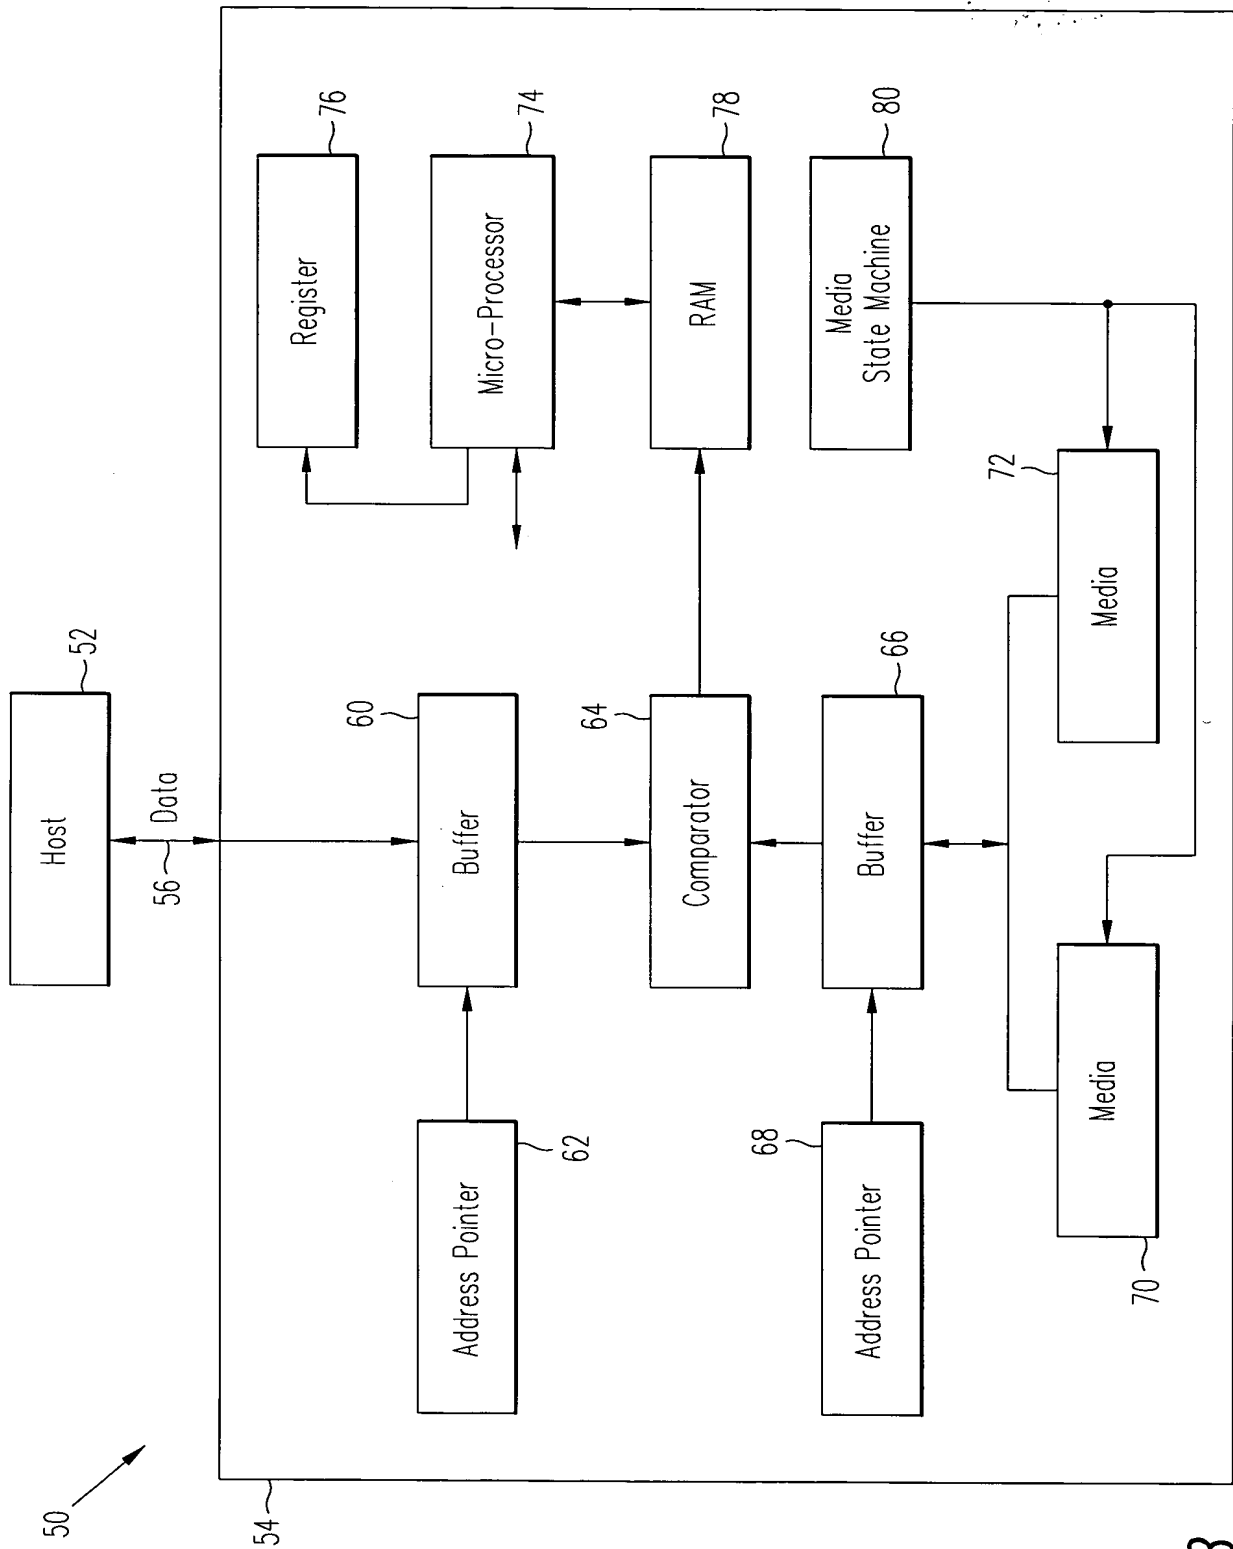 50
Host
52
Data
56
54
Buffer
60
Address Pointer
62
Comparator
64
Buffer
66
Address Pointer
68
Media
70
Media
72
Register
76
Micro-Processor
74
RAM
78
Media
State Machine
80
3